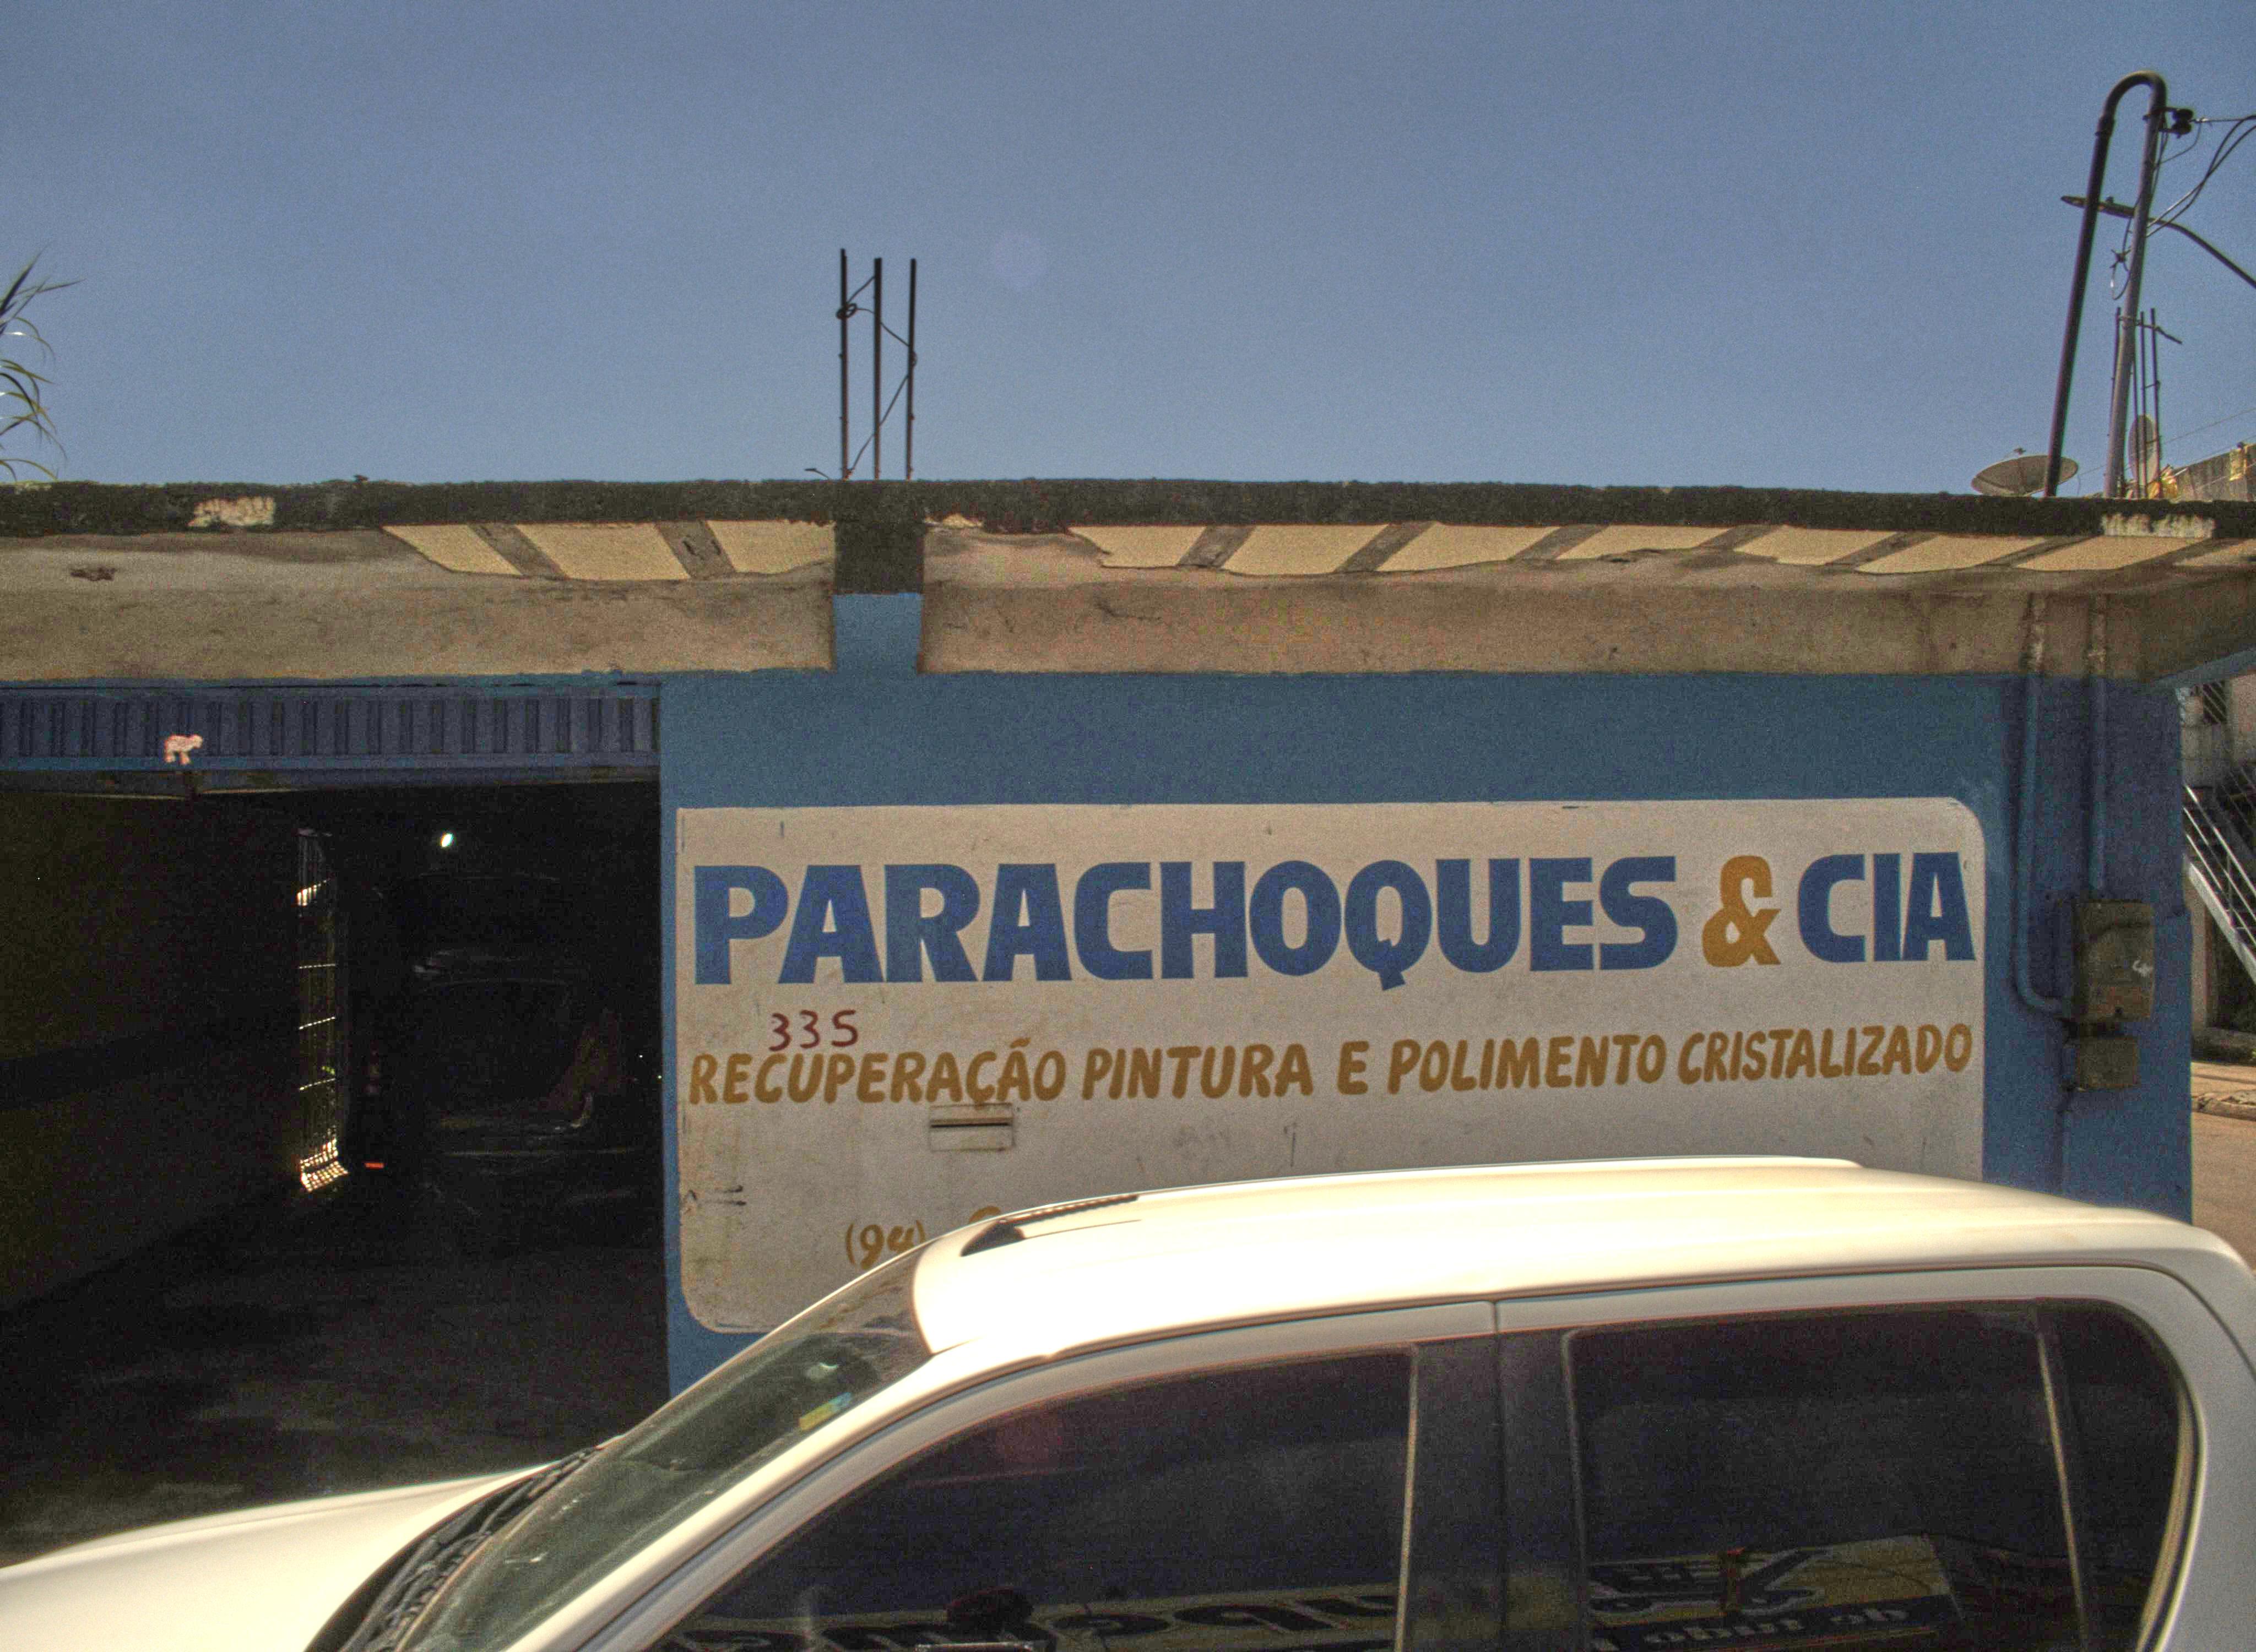 PARACHOQUES & CIA
335
RECUPERAÇÃO PINTURA E POLIMENTO CRISTALIZADO
(94)